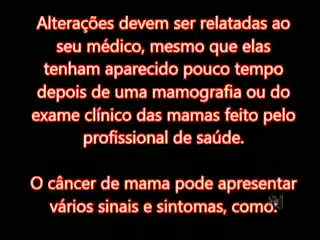 Alterações devem ser relatadas ao
seu médico, mesmo que elas
tenham aparecido pouco tempo
depois de uma mamografia ou do
exame clínico das mamas feito pelo
profissional de saúde.
O câncer de mama pode apresentar
vários sinais e sintomas, como: